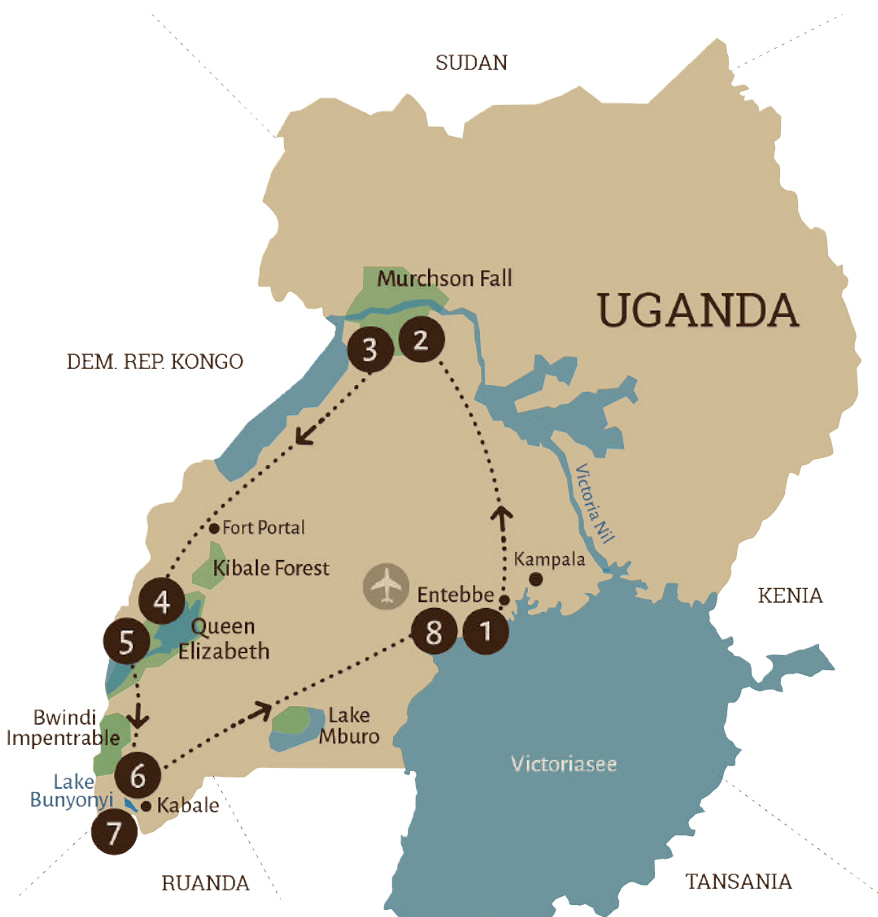 SUDAN
Murchson Fall
UGANDA
3
2
DEM. REP. KONGO
Victoria Nil
Fort Portal
Kampala
Kibale Forest
Entebbe
KENIA
4
Queen
Elizabeth
5
8
1
Bwindi
Impentrable
Lake
Mburo
Victoriasee
6
Lake
Bunyonyi
Kabale
7
RUANDA
TANSANIA